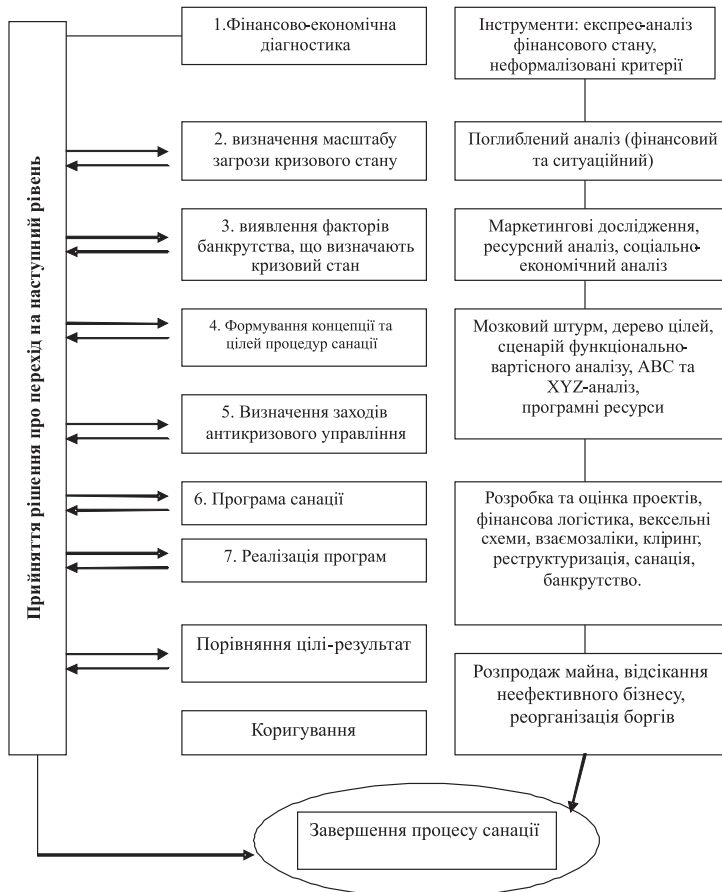 Прийняття рішення про перехід на наступний рівень
1.Фінансово-економічна
діагностика
Інструменти: експрес-аналіз
фінансового стану,
неформалізовані критерії
2. визначення масштабу
загрози кризового стану
Поглиблений аналіз (фінансовий
та ситуаційний)
3. виявлення факторів
банкрутства, що визначають
кризовий стан
Маркетингові дослідження,
ресурсний аналіз, соціально-
економічний аналіз
4. Формування концепції та
цілей процедур санації
Мозковий штурм, дерево цілей,
сценарій функціонально-
вартісного аналізу, ABC та
XYZ-аналіз,
програмні ресурси
5. Визначення заходів
антикризового управління
6. Програма санації
Розробка та оцінка проектів,
фінансова логістика, вексельні
схеми, взаємозаліки, кліринг,
реструктуризація, санація,
банкрутство.
7. Реалізація програм
Порівняння цілі-результат
Розпродаж майна, відсікання
неефективного бізнесу,
реорганізація боргів
Коригування
Завершення процесу санації